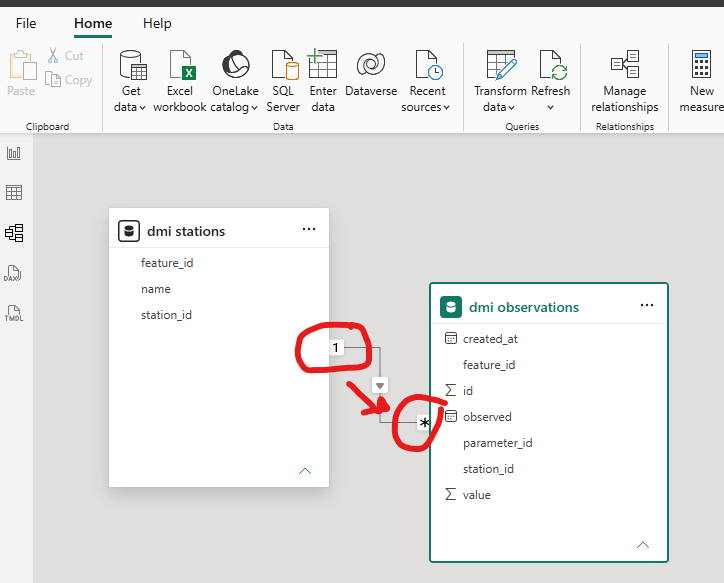 File Home Help
Paste Cut Copy
Get data Excel workbook OneLake catalog SQL Server Enter data Dataverse Recent sources Transform data Refresh Manage relationships New measure
Clipboard Data Queries Relationships
DAX
TMDL
dmi stations ...
feature_id
name
station_id
1
*
dmi observations ...
created_at
feature_id
Σ id
observed
parameter_id
station_id
Σ value